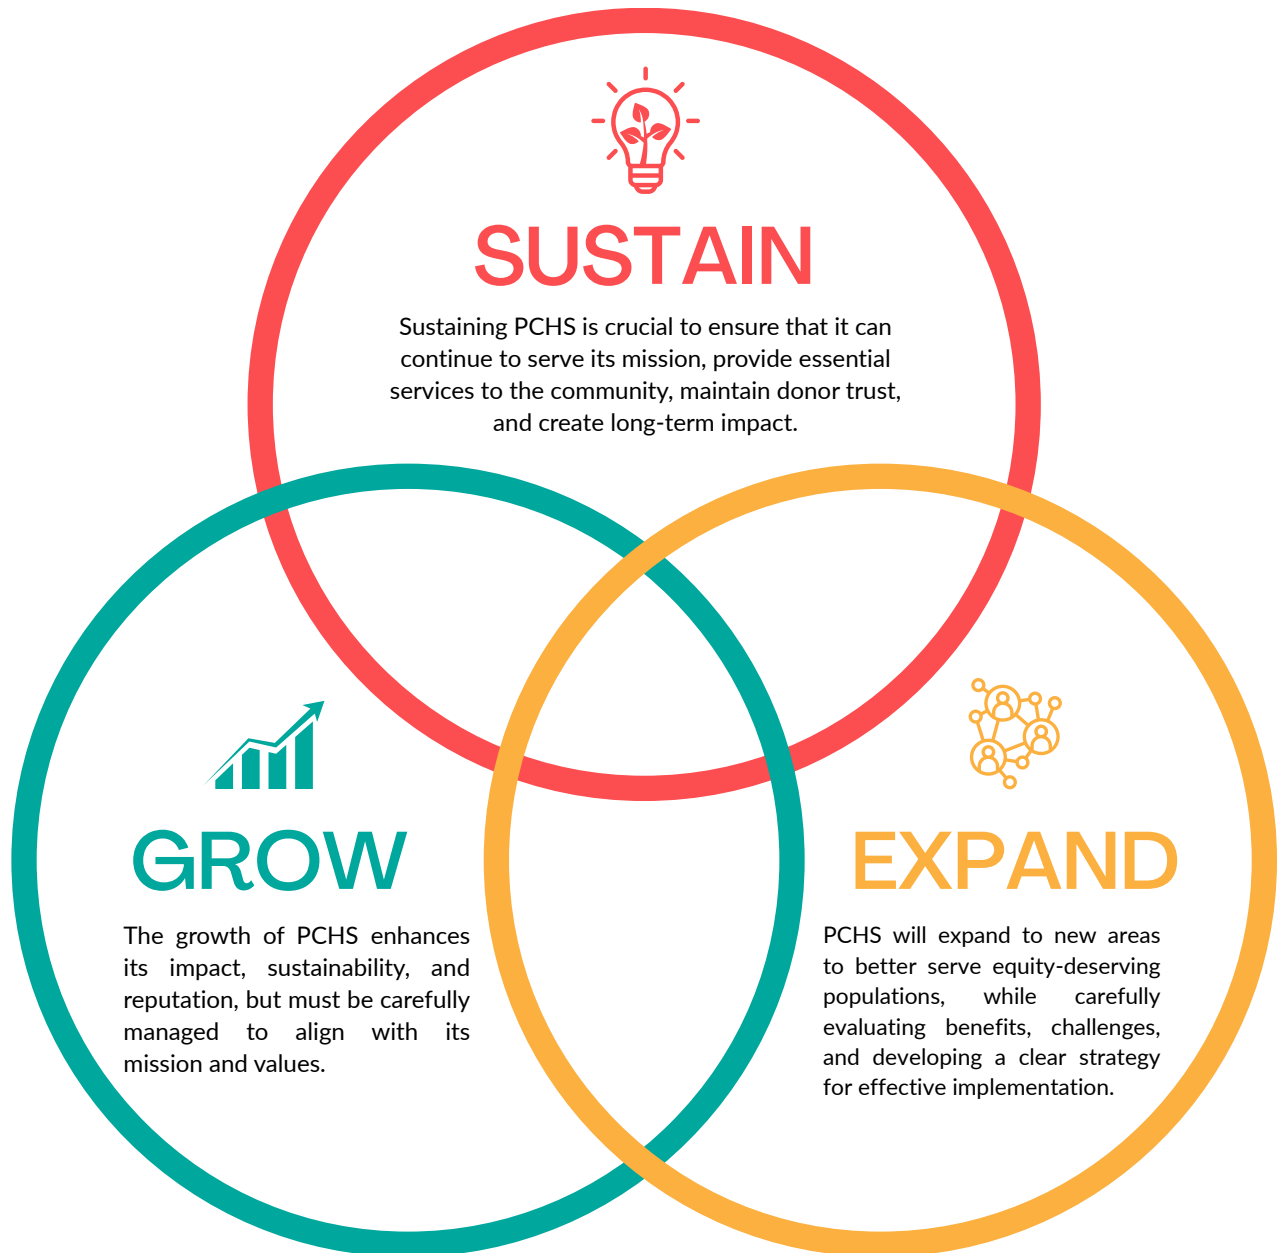 SUSTAIN
Sustaining PCHS is crucial to ensure that it can
continue to serve its mission, provide essential
services to the community, maintain donor trust,
and create long-term impact.
GROW
The growth of PCHS enhances
its impact, sustainability, and
reputation, but must be carefully
managed to align with its
mission and values.
EXPAND
PCHS will expand to new areas
to better serve equity-deserving
populations, while carefully
evaluating benefits, challenges,
and developing a clear strategy
for effective implementation.